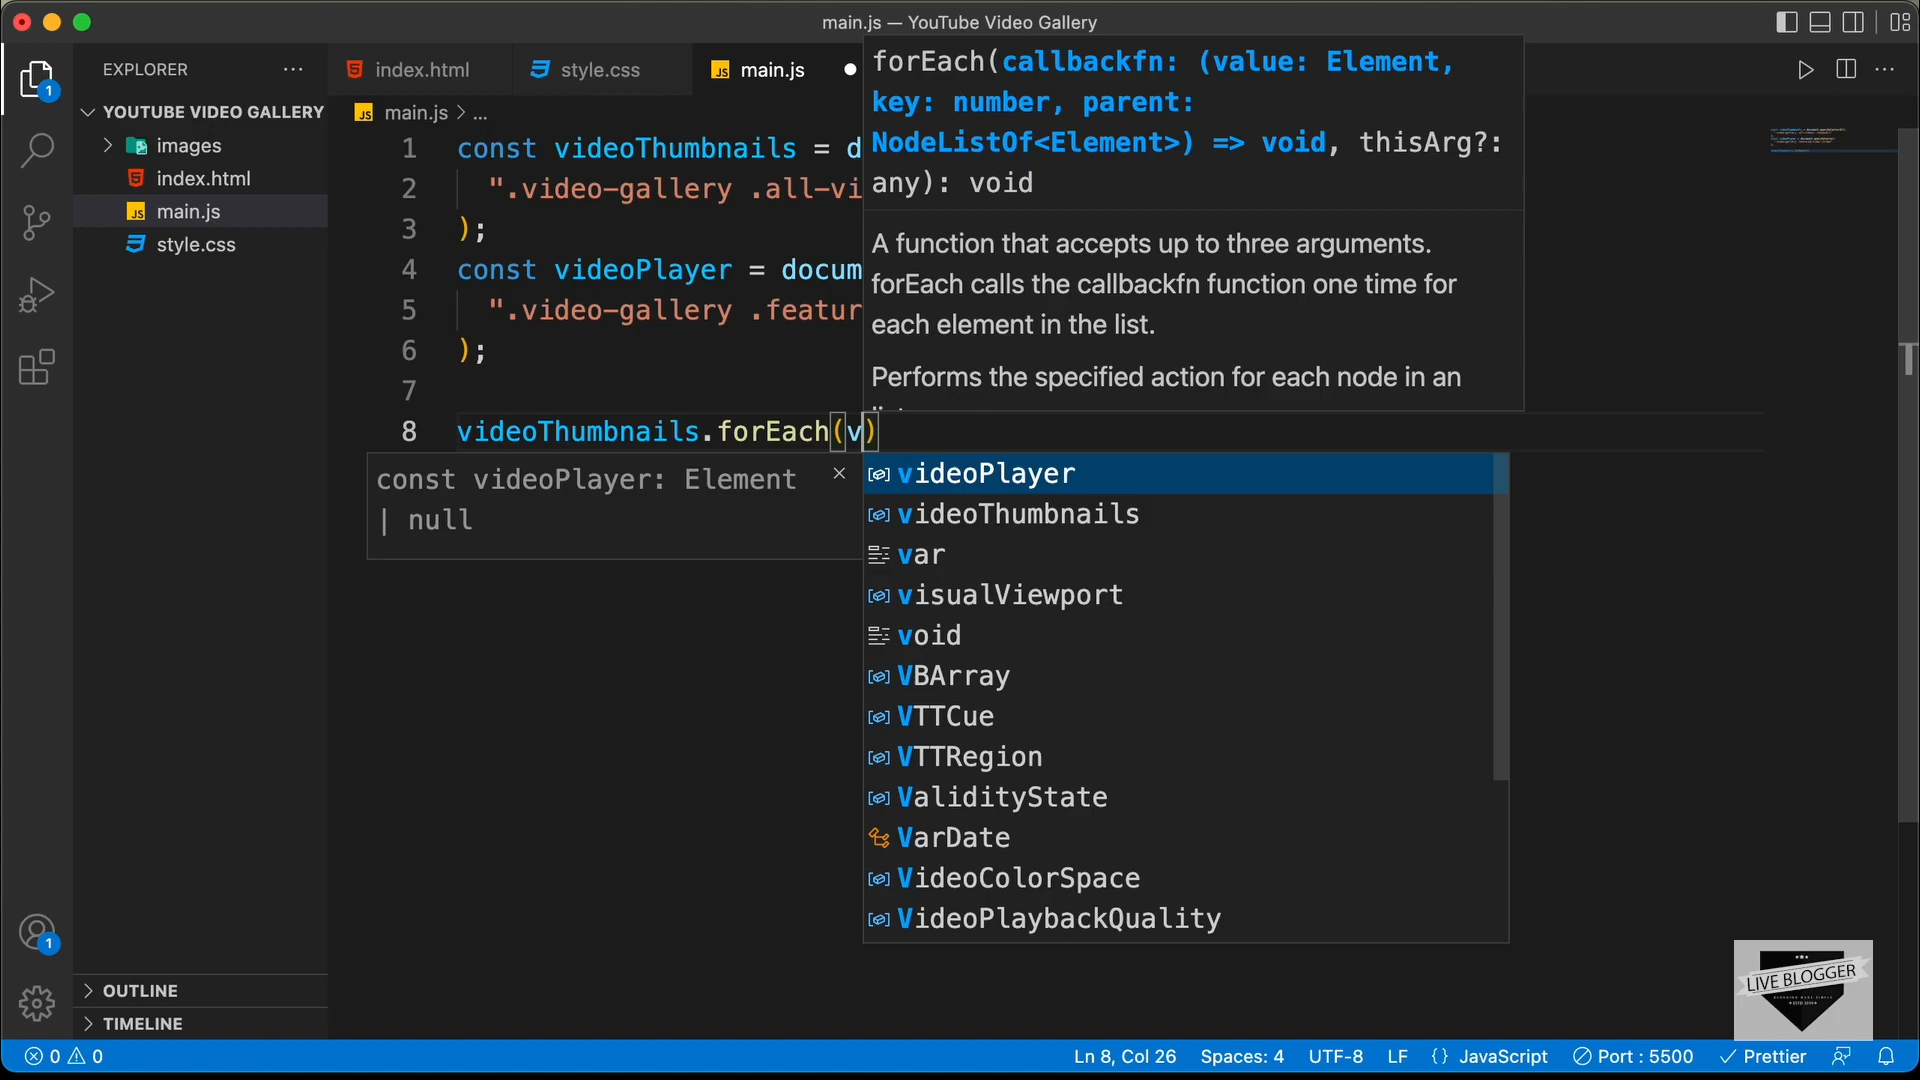 main.js — YouTube Video Gallery
EXPLORER
index.html
style.css
main.js
YOUTUBE VIDEO GALLERY
images
index.html
main.js
style.css
main.js > ...
1 const videoThumbnails = d
2 ".video-gallery .all-vi
3 );
4 const videoPlayer = docum
5 ".video-gallery .featur
6 );
7
8 videoThumbnails.forEach(v)
forEach(callbackfn: (value: Element,
key: number, parent:
NodeListOf<Element>) => void, thisArg?:
any): void
A function that accepts up to three arguments.
forEach calls the callbackfn function one time for
each element in the list.
Performs the specified action for each node in an
const videoPlayer: Element
| null
videoPlayer
videoThumbnails
var
visualViewport
void
VBArray
VTTCue
VTTRegion
ValidityState
VarDate
VideoColorSpace
VideoPlaybackQuality
1
1
OUTLINE
TIMELINE
LIVE BLOGGER
0 0
Ln 8, Col 26
Spaces: 4
UTF-8
LF
{} JavaScript
Port : 5500
Prettier